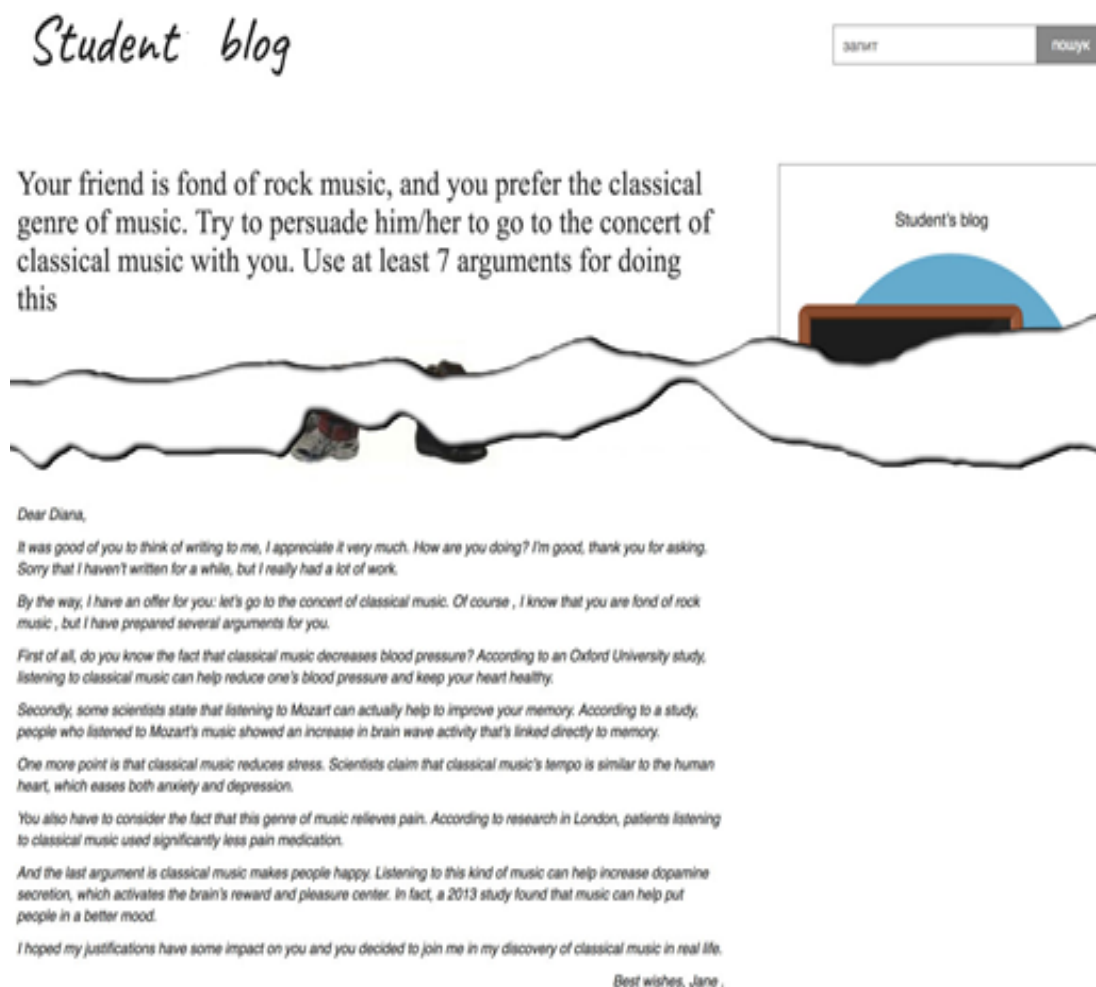 Student blog
запит
пошук
Your friend is fond of rock music, and you prefer the classical
genre of music. Try to persuade him/her to go to the concert of
classical music with you. Use at least 7 arguments for doing
this
Student's blog
Dear Diana,
It was good of you to think of writing to me, I appreciate it very much. How are you doing? I'm good, thank you for asking.
Sorry that I haven't written for a while, but I really had a lot of work.
By the way, I have an offer for you: let's go to the concert of classical music. Of course , I know that you are fond of rock
music , but I have prepared several arguments for you.
First of all, do you know the fact that classical music decreases blood pressure? According to an Oxford University study,
listening to classical music can help reduce one's blood pressure and keep your heart healthy.
Secondly, some scientists state that listening to Mozart can actually help to improve your memory. According to a study,
people who listened to Mozart's music showed an increase in brain wave activity that's linked directly to memory.
One more point is that classical music reduces stress. Scientists claim that classical music's tempo is similar to the human
heart, which eases both anxiety and depression.
You also have to consider the fact that this genre of music relieves pain. According to research in London, patients listening
to classical music used significantly less pain medication.
And the last argument is classical music makes people happy. Listening to this kind of music can help increase dopamine
secretion, which activates the brain's reward and pleasure center. In fact, a 2013 study found that music can help put
people in a better mood.
I hoped my justifications have some impact on you and you decided to join me in my discovery of classical music in real life.
Best wishes, Jane .